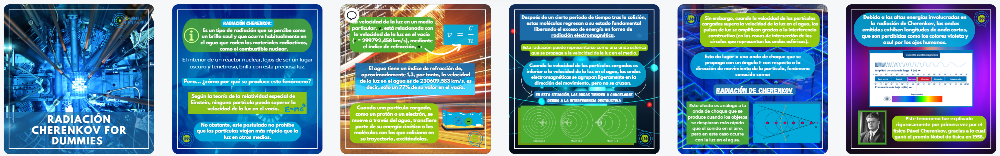 JÓVENES
NUCLEARES
RADIACIÓN
CHERENKOV FOR
DUMMIES
RADIACIÓN CHERENKOV:
Es un tipo de radiación que se percibe como
un brillo azul y que ocurre habitualmente en
el agua que rodea los materiales radiactivos,
como el combustible nuclear.
El interior de un reactor nuclear, lejos de ser un lugar
oscuro y tenebroso, brilla con esta preciosa luz.
Pero... ¿cómo por qué se produce este fenómeno?
Según la teoría de la relatividad especial de
Einstein, ninguna partícula puede superar la
velocidad de la luz en el vacío.
E=mc²
No obstante, este postulado no prohíbe
que las partículas viajen más rápido que la
luz en otros medios.
JNN
La velocidad de la luz en un medio
particular, v, está relacionada con
la velocidad de la luz en el vacío
(c = 299792,458 km/s), mediante
el índice de refracción, n:
v = c/n
El agua tiene un índice de refracción de,
aproximadamente 1,3, por tanto, la velocidad
de la luz en el agua es de 230609,583 km/s, es
decir, solo un 77% de su valor en el vacío.
Cuando una partícula cargada,
como un protón o un electrón, se
mueve a través del agua, transfiere
parte de su energía cinética a las
moléculas con las que colisiona en
su trayectoria, excitándolas.
JNN
Después de un cierto periodo de tiempo tras la colisión,
estas moléculas regresan a su estado fundamental
liberando el exceso de energía en forma de
radiación electromagnética.
Esta radiación puede representarse como una onda esférica
que se propaga a la velocidad de la luz en el medio.
Cuando la velocidad de las partículas cargadas es
inferior a la velocidad de la luz en el agua, las ondas
electromagnéticas se agrupan ligeramente en la
dirección del movimiento, pero no se cruzan.
EN ESTA SITUACIÓN, LAS ONDAS TIENDEN A CANCELARSE
DEBIDO A LA INTERFERENCIA DESTRUCTIVA
Stillstand
Mach 0,8
Mach 1,4
JNN
JNN
Sin embargo, cuando la velocidad de las partículas
cargadas supera la velocidad de la luz en el agua, los
pulsos de luz se amplifican gracias a la interferencia
constructiva (en las zonas de intersección de los
círculos que representan las ondas esféricas).
Esto da lugar a una onda de choque que se
propaga con un ángulo θ con respecto a la
dirección de movimiento de la partícula, fenómeno
conocido como:
RADIACIÓN DE CHERENKOV
Este efecto es análogo a la
onda de choque que se
produce cuando los objetos
se desplazan más rápido
que el sonido en el aire,
pero en este caso ocurre
con la luz en el agua.
u
θ
Debido a las altas energías involucradas en
la radiación de Cherenkov, las ondas
emitidas exhiben longitudes de onda cortas,
que son percibidas como los colores violeta y
azul por los ojos humanos.
JNN
Espectro electromagnético
Amplitud de onda más larga λ (m) →
Rayos gamma
Rayos X
Ultravioleta
Infrarrojos
Microondas
Ondas de radio
Frecuencia más baja ν (Hz) →
Espectro visible
Este fenómeno fue explicado
rigurosamente por primera vez por el
físico Pável Cherenkov, gracias a lo cual
ganó el premio Nobel de física en 1958.